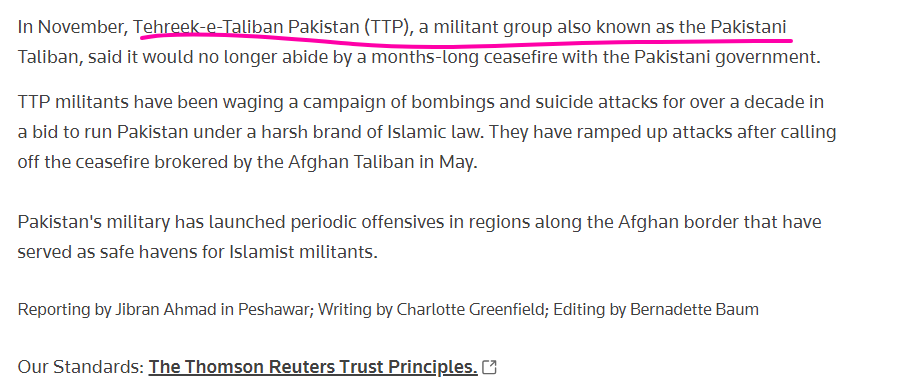 In November, Tehreek-e-Taliban Pakistan (TTP), a militant group also known as the Pakistani
Taliban, said it would no longer abide by a months-long ceasefire with the Pakistani government.
TTP militants have been waging a campaign of bombings and suicide attacks for over a decade in
a bid to run Pakistan under a harsh brand of Islamic law. They have ramped up attacks after calling
off the ceasefire brokered by the Afghan Taliban in May.
Pakistan's military has launched periodic offensives in regions along the Afghan border that have
served as safe havens for Islamist militants.
Reporting by Jibran Ahmad in Peshawar; Writing by Charlotte Greenfield; Editing by Bernadette Baum
Our Standards: The Thomson Reuters Trust Principles.